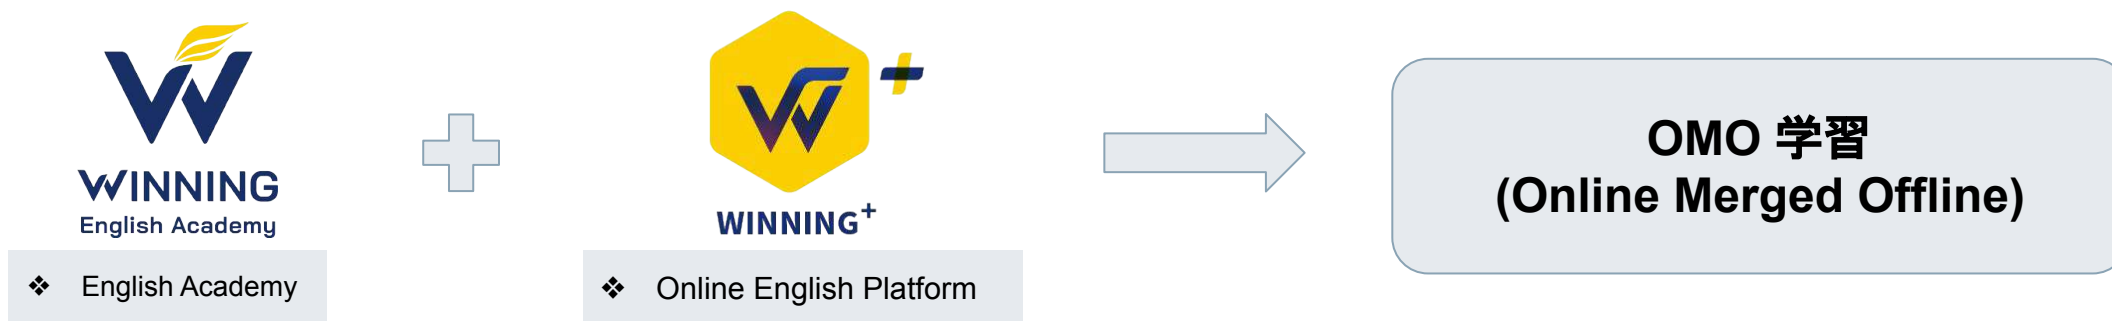 WINNING
English Academy
❖ English Academy
WINNING+
❖ Online English Platform
OMO 学習
(Online Merged Offline)